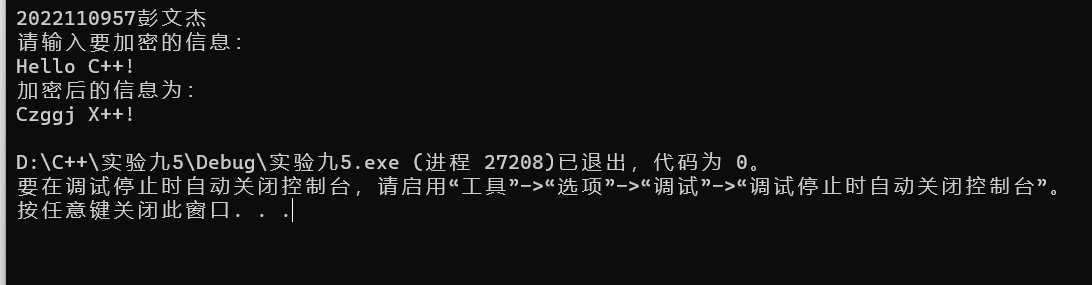 2022110957彭文杰
请输入要加密的信息：
Hello C++!
加密后的信息为：
Czggj X++!
D:\C++\实验九5\Debug\实验九5.exe (进程 27208)已退出，代码为 0。
要在调试停止时自动关闭控制台，请启用“工具”->“选项”->“调试”->“调试停止时自动关闭控制台”。
按任意键关闭此窗口. . .